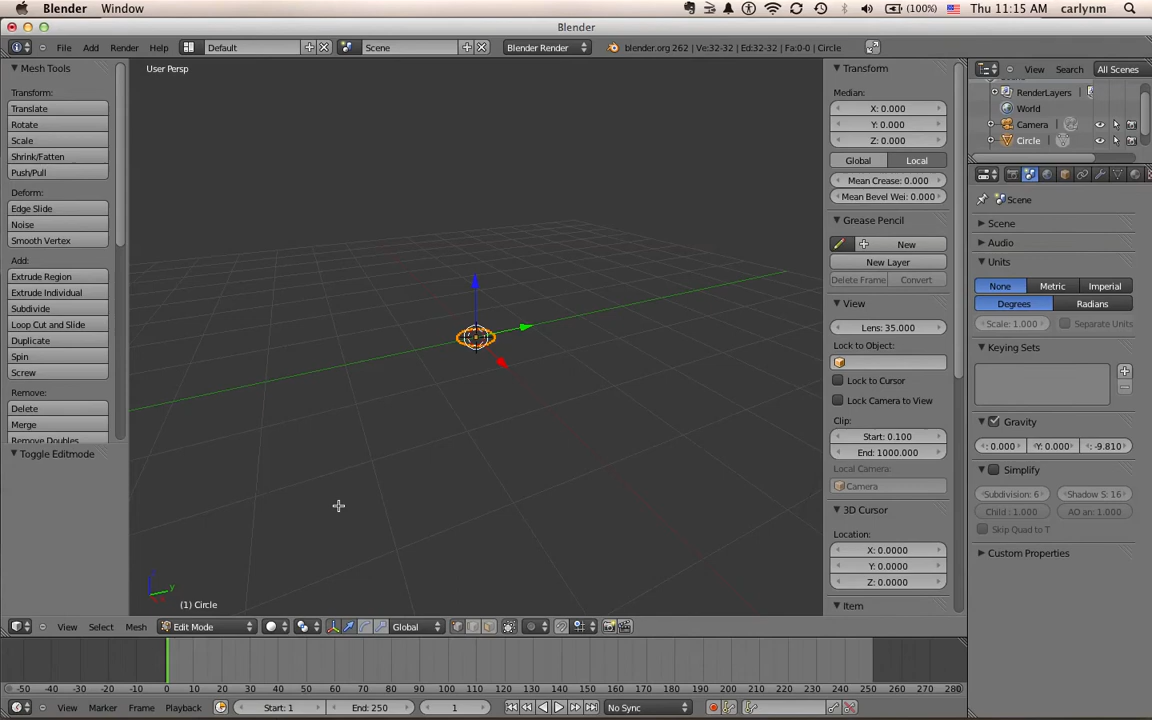 Blender Window (100%) Thu 11:15 AM carlynm
Blender
File Add Render Help Default Scene Blender Render blender.org 262 | Ve:32-32 | Ed:32-32 | Fa:0-0 | Circle
Mesh Tools
Transform:
Translate
Rotate
Scale
Shrink/Fatten
Push/Pull
Deform:
Edge Slide
Noise
Smooth Vertex
Add:
Extrude Region
Extrude Individual
Subdivide
Loop Cut and Slide
Duplicate
Spin
Screw
Remove:
Delete
Merge
Remove Doubles
Toggle Editmode
User Persp
y
(1) Circle
Transform
Median:
X: 0.000
Y: 0.000
Z: 0.000
Global Local
Mean Crease: 0.000
Mean Bevel Wei: 0.000
Grease Pencil
New
New Layer
Delete Frame Convert
View
Lens: 35.000
Lock to Object:
Lock to Cursor
Lock Camera to View
Clip:
Start: 0.100
End: 1000.000
Local Camera:
Camera
3D Cursor
Location:
X: 0.0000
Y: 0.0000
Z: 0.0000
Item
View Search All Scenes
RenderLayers
World
Camera
Circle
Scene
Scene
Audio
Units
None Metric Imperial
Degrees Radians
Scale: 1.000 Separate Units
Keying Sets
Gravity
: 0.000 Y: 0.000 Z: -9.810
Simplify
Subdivision: 6 Shadow S: 16
Child : 1.000 AO an: 1.000
Skip Quad to T
Custom Properties
View Select Mesh Edit Mode Global
-50 -40 -30 -20 -10 0 10 20 30 40 50 60 70 80 90 100 110 120 130 140 150 160 170 180 190 200 210 220 230 240 250 260 270 280
View Marker Frame Playback Start: 1 End: 250 1 No Sync